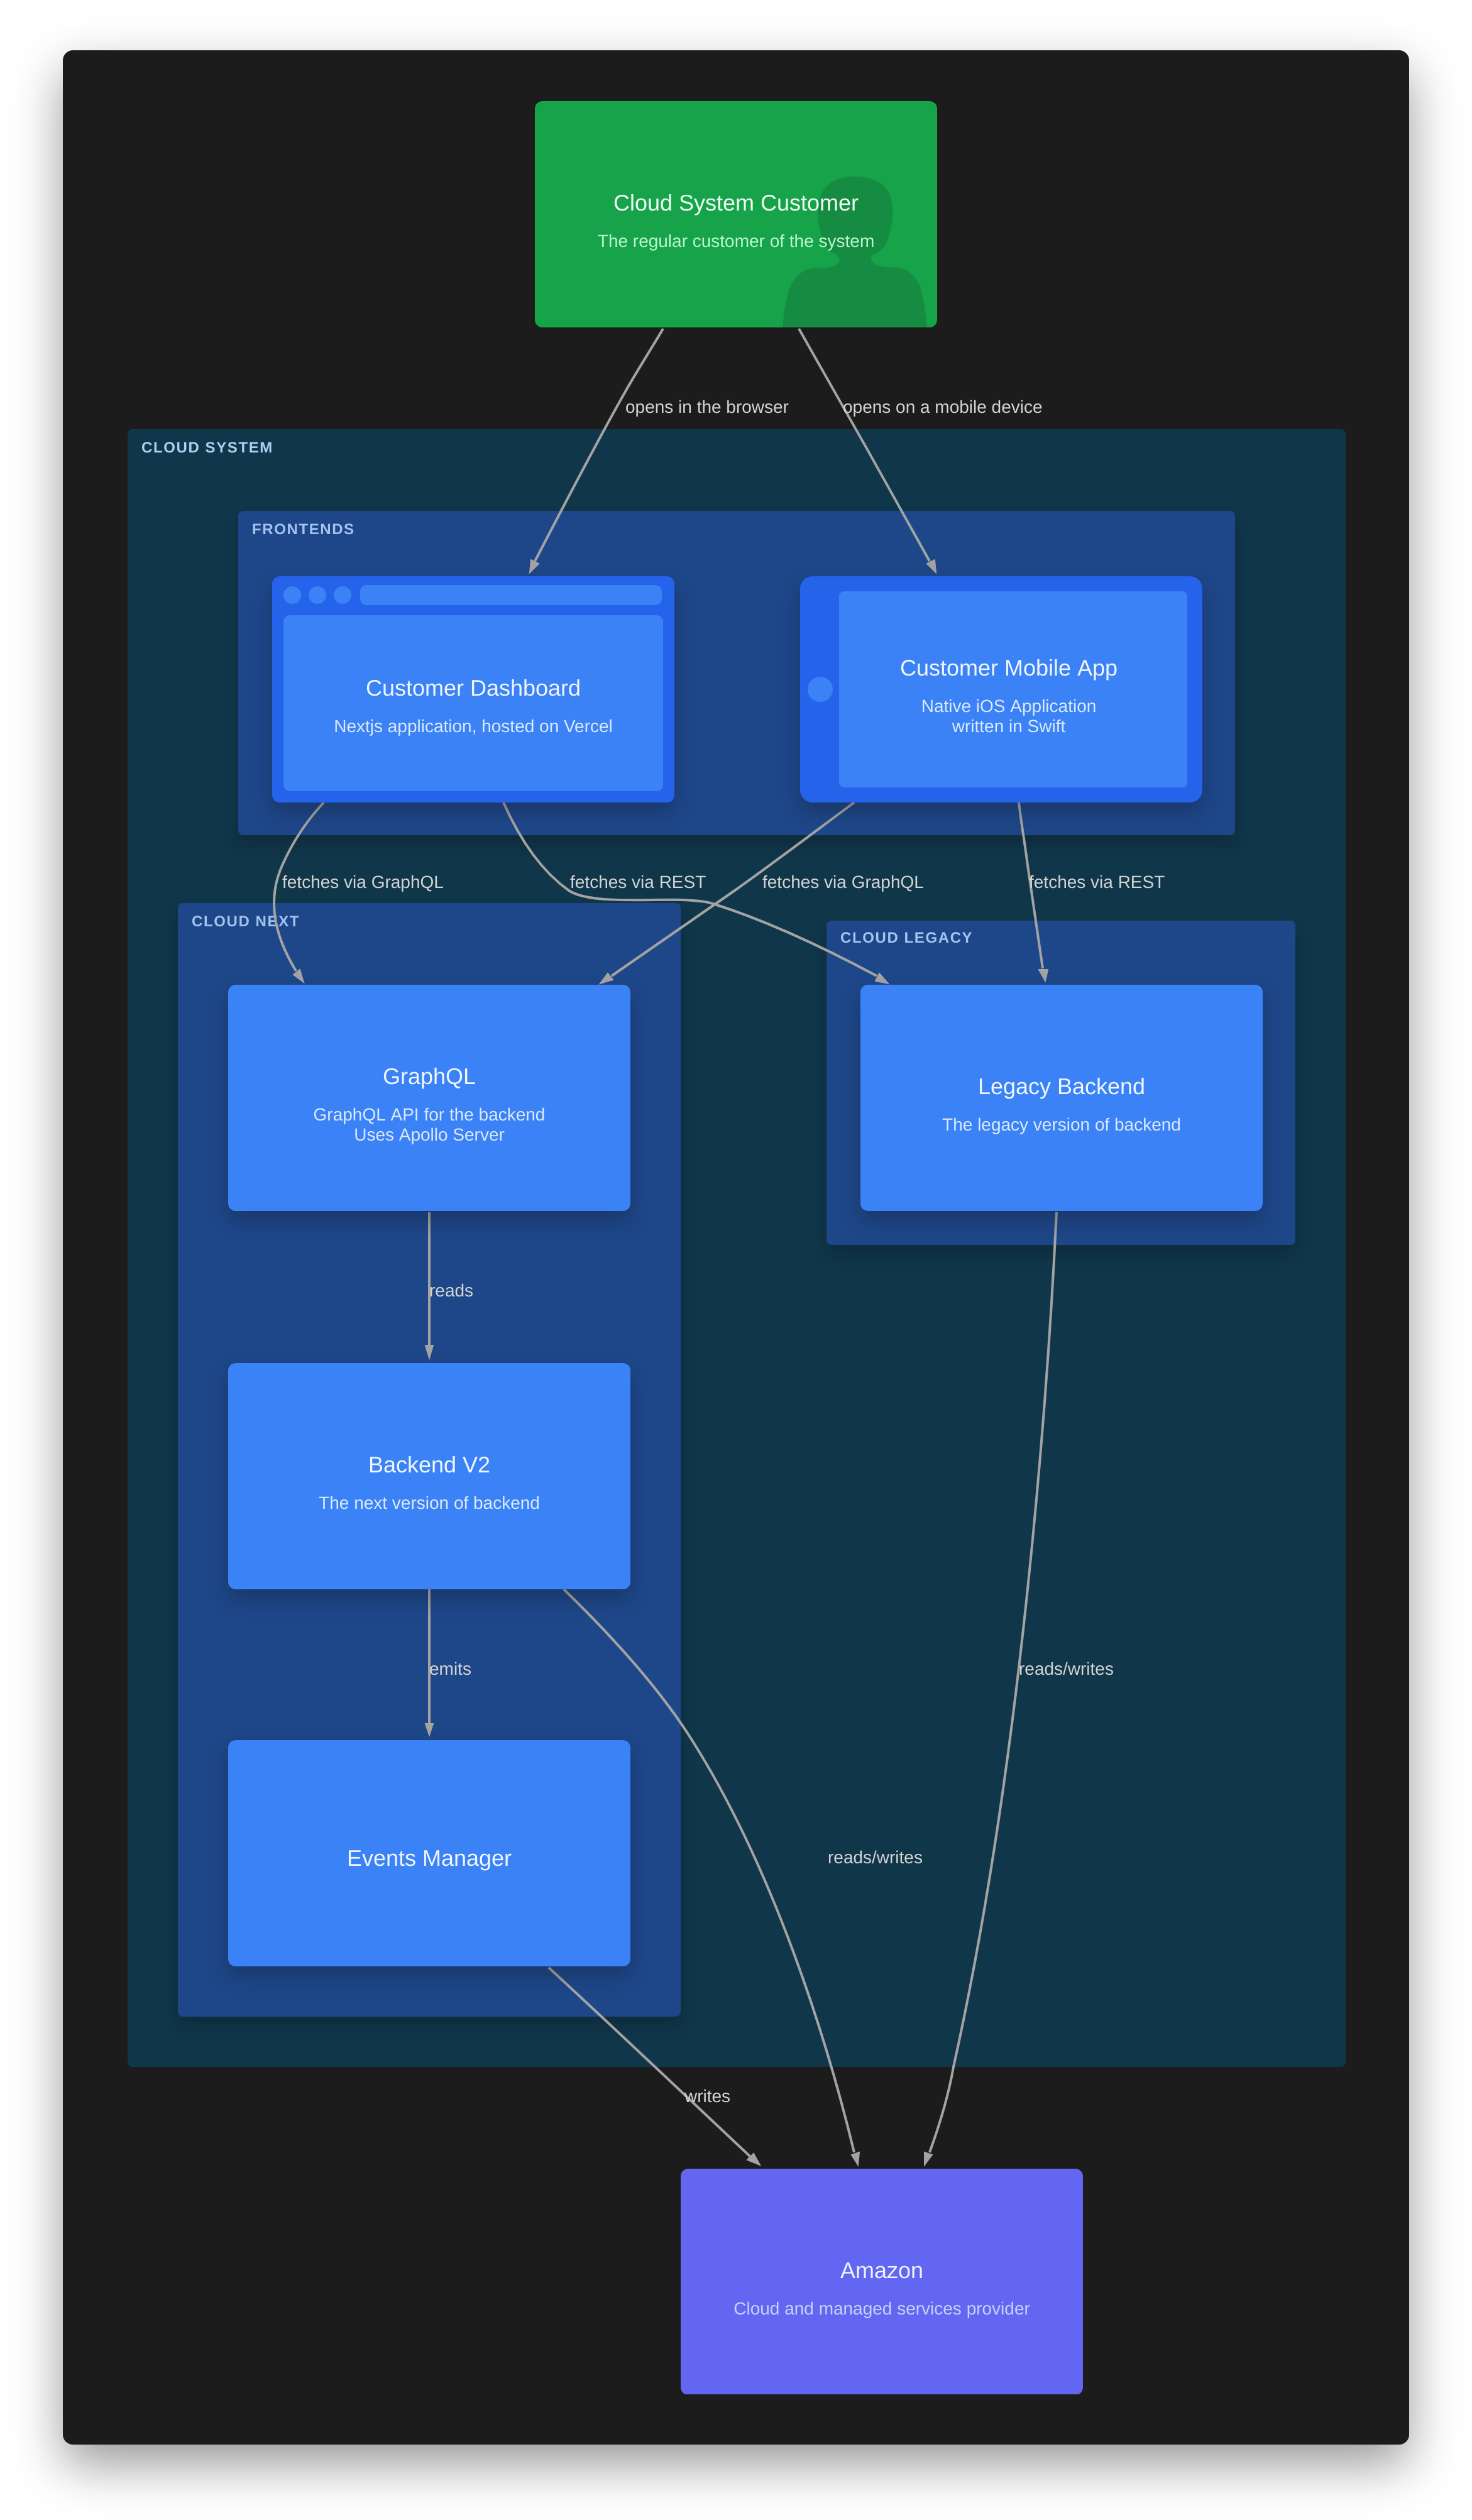 Cloud System Customer
The regular customer of the system
opens in the browser
opens on a mobile device
CLOUD SYSTEM
FRONTENDS
Customer Dashboard
Nextjs application, hosted on Vercel
Customer Mobile App
Native iOS Application
written in Swift
fetches via GraphQL
fetches via REST
fetches via GraphQL
fetches via REST
CLOUD NEXT
CLOUD LEGACY
GraphQL
GraphQL API for the backend
Uses Apollo Server
Legacy Backend
The legacy version of backend
reads
Backend V2
The next version of backend
emits
reads/writes
Events Manager
reads/writes
writes
Amazon
Cloud and managed services provider